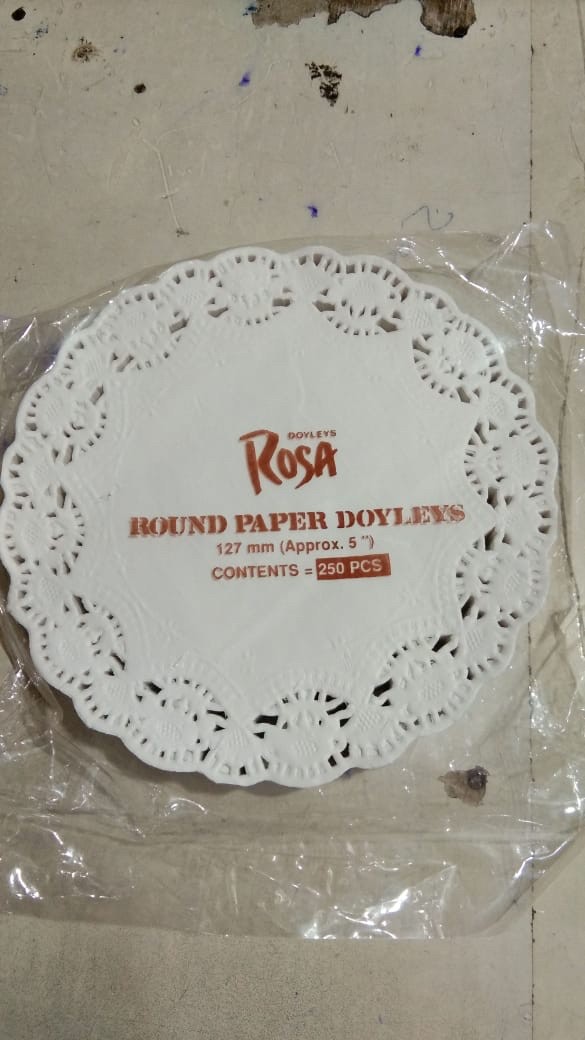 DOYLEYS
ROSA
ROUND PAPER DOYLEYS
127 mm (Approx. 5 ")
CONTENTS = 250 PCS